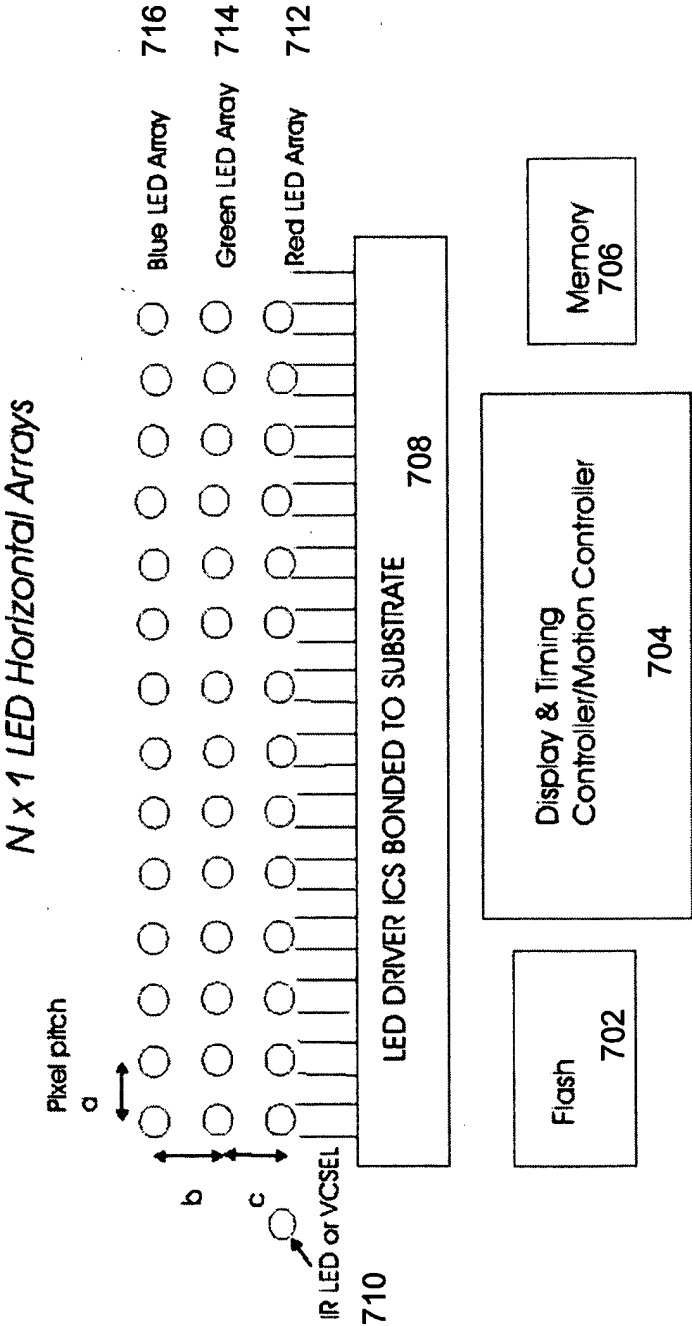 N x 1 LED Horizontal Arrays
Pixel pitch
a
b
c
Blue LED Array 716
Green LED Array 714
Red LED Array 712
IR LED or VCSEL
710
LED DRIVER ICS BONDED TO SUBSTRATE
708
Flash
702
Display & Timing
Controller/Motion Controller
704
Memory
706